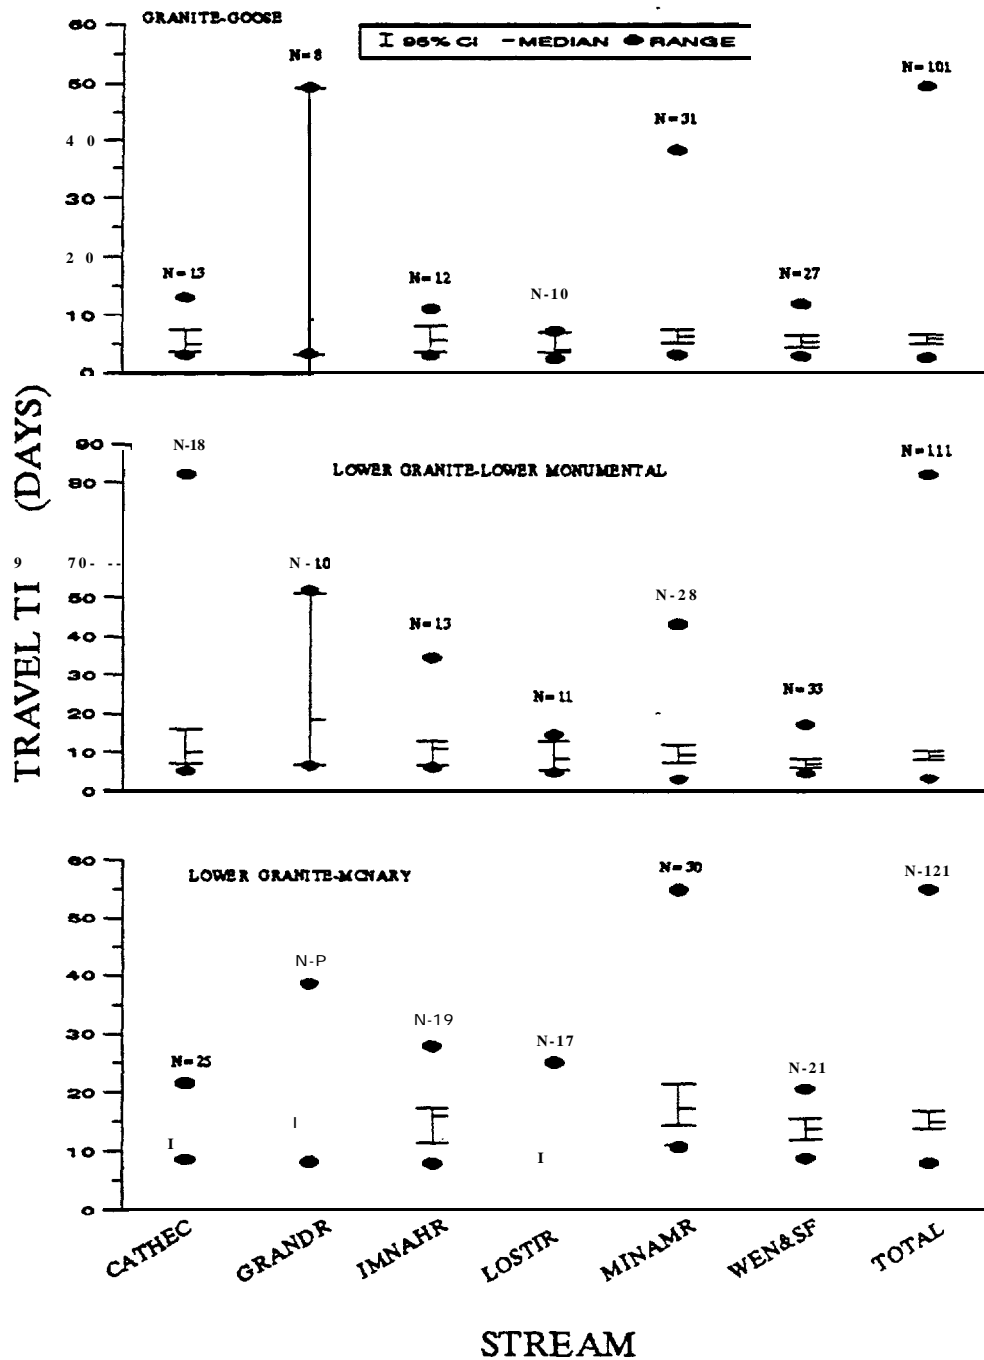 GRANITE-GOOSE
I 95% CI - MEDIAN ● RANGE
60
50
4 0
30
2 0
10
0
N=13
N=8
N=12
N-10
N=31
N=27
N=101
LOWER GRANITE-LOWER MONUMENTAL
90
80
70- --
50
40
30
20
10
0
N-18
N-10
N=13
N=11
N-28
N=33
N=111
LOWER GRANITE-MCNARY
60
50
40
30
20
10
0
N=25
N-P
N-19
N-17
N=30
N-21
N-121
TRAVEL TI 9 (DAYS)
CATHEC
GRANDR
IMNAHR
LOSTIR
MINAMR
WEN&SF
TOTAL
STREAM